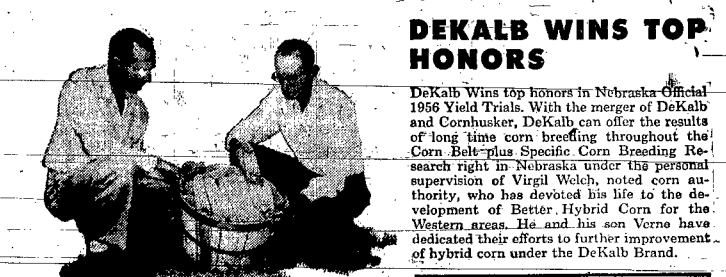 DEKALB WINS TOP
HONORS
DeKalb Wins top honors in Nebraska Official
1956 Yield Trials. With the merger of DeKalb
and Cornhusker, DeKalb can offer the results
of long time corn breeding throughout the
Corn Belt plus Specific Corn Breeding Re-
search right in Nebraska under the personal
supervision of Virgil Welch, noted corn au-
thority, who has devoted his life to the de-
velopment of Better Hybrid Corn for the
Western areas. He and his son Verne have
dedicated their efforts to further improvement
of hybrid corn under the DeKalb Brand.